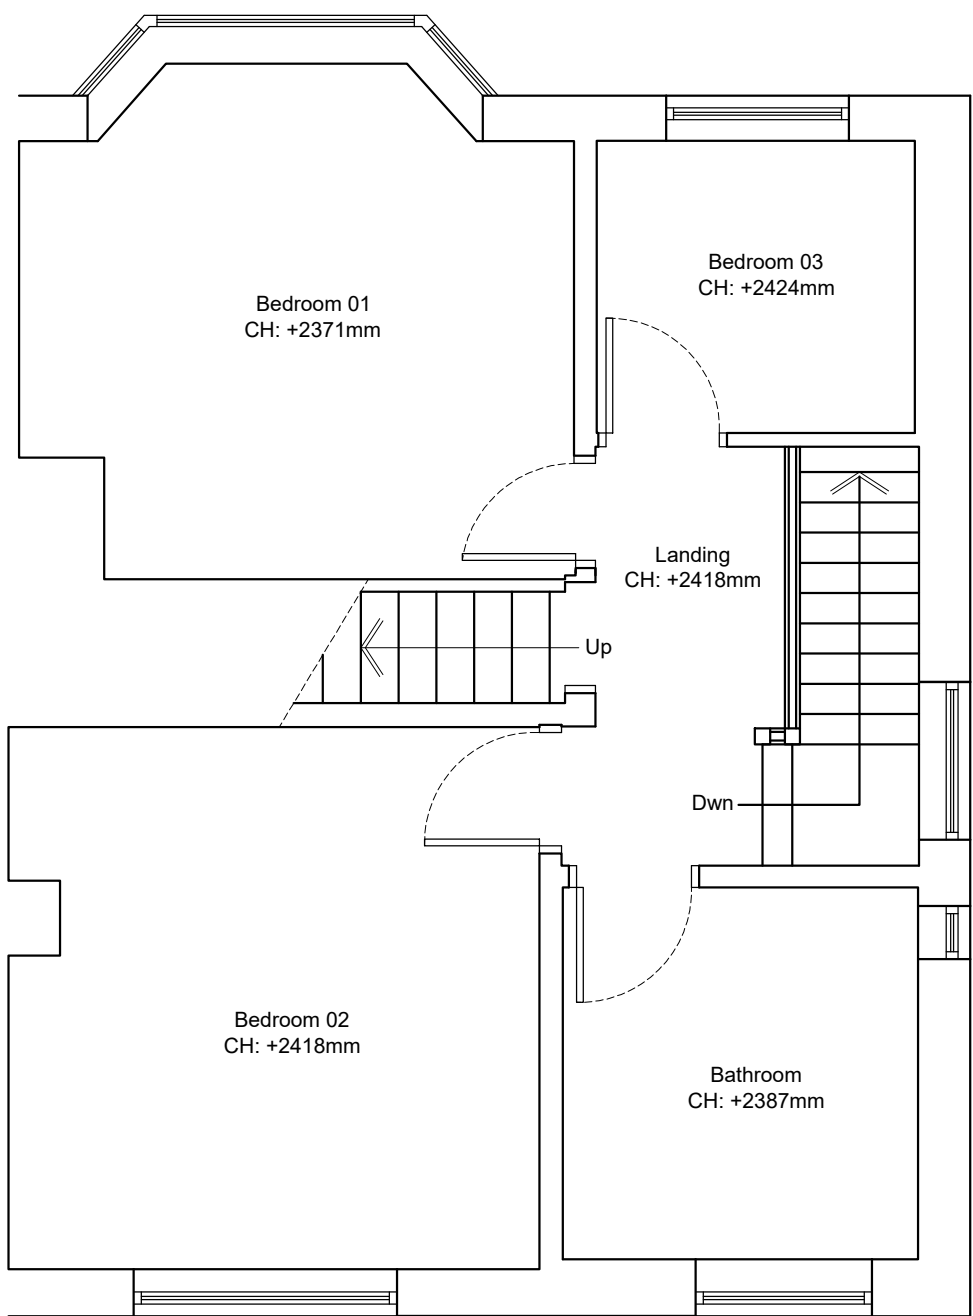 Bedroom 03
CH: +2424mm
Bedroom 01
CH: +2371mm
Landing
CH: +2418mm
Up
Dwn
Bedroom 02
CH: +2418mm
Bathroom
CH: +2387mm